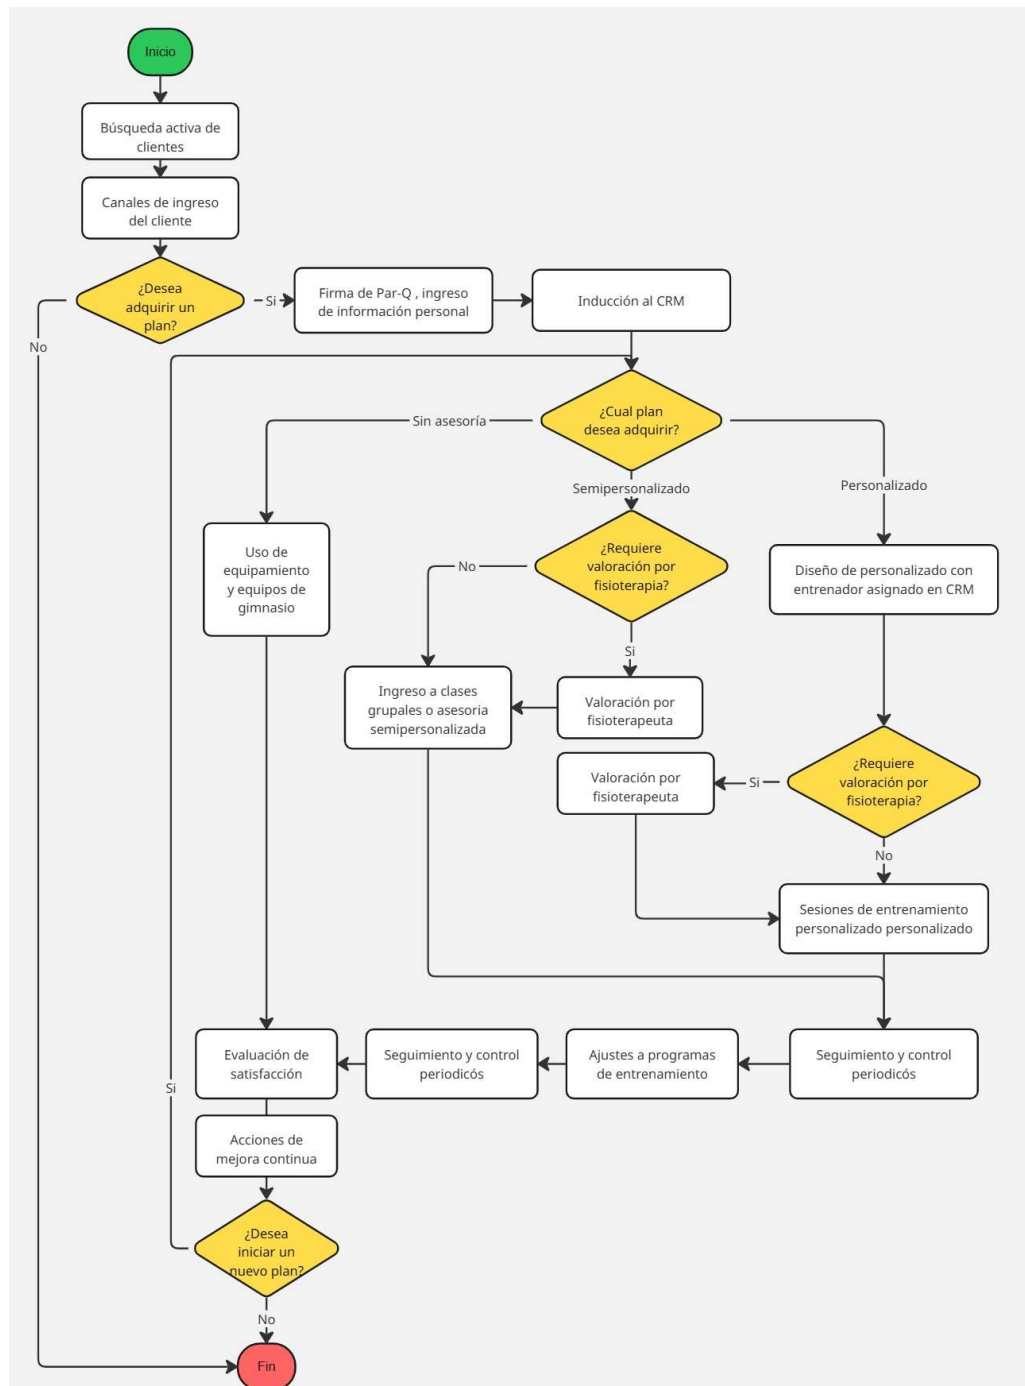 Inicio
Búsqueda activa de
clientes
Canales de ingreso
del cliente
¿Desea
adquirir un
plan?
Si
Firma de Par-Q , ingreso
de información personal
Inducción al CRM
No
¿Cual plan
desea adquirir?
Sin asesoría
Semipersonalizado
Personalizado
Uso de
equipamiento
y equipos de
gimnasio
¿Requiere
valoración por
fisioterapia?
No
Si
Diseño de personalizado con
entrenador asignado en CRM
Ingreso a clases
grupales o asesoria
semipersonalizada
Valoración por
fisioterapeuta
Valoración por
fisioterapeuta
Si
¿Requiere
valoración por
fisioterapia?
No
Sesiones de entrenamiento
personalizado personalizado
Evaluación de
satisfacción
Seguimiento y control
periodicós
Ajustes a programas
de entrenamiento
Seguimiento y control
periodicós
Si
Acciones de
mejora continua
¿Desea
iniciar un
nuevo plan?
No
Fin